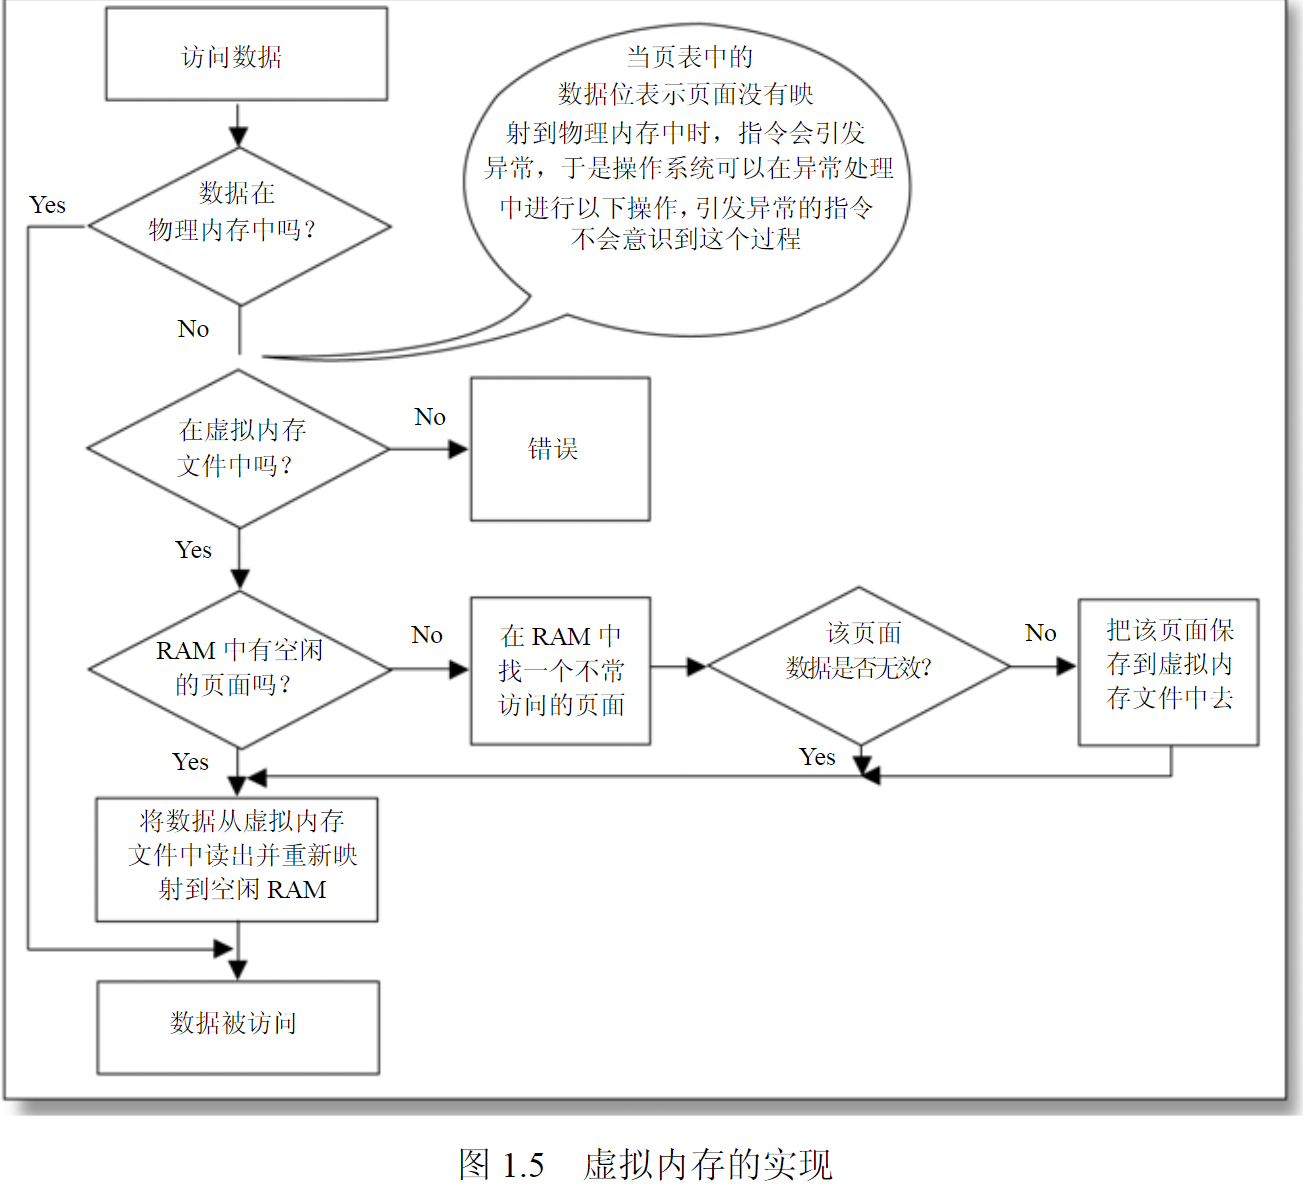 访问数据
当页表中的
数据位表示页面没有映
射到物理内存中时，指令会引发
异常，于是操作系统可以在异常处理
中进行以下操作，引发异常的指令
不会意识到这个过程
数据在
物理内存中吗？
Yes
No
在虚拟内存
文件中吗？
No
错误
Yes
RAM 中有空闲
的页面吗？
No
在 RAM 中
找一个不常
访问的页面
该页面
数据是否无效？
No
把该页面保
存到虚拟内
存文件中去
Yes
Yes
将数据从虚拟内存
文件中读出并重新映
射到空闲 RAM
数据被访问
图 1.5 虚拟内存的实现